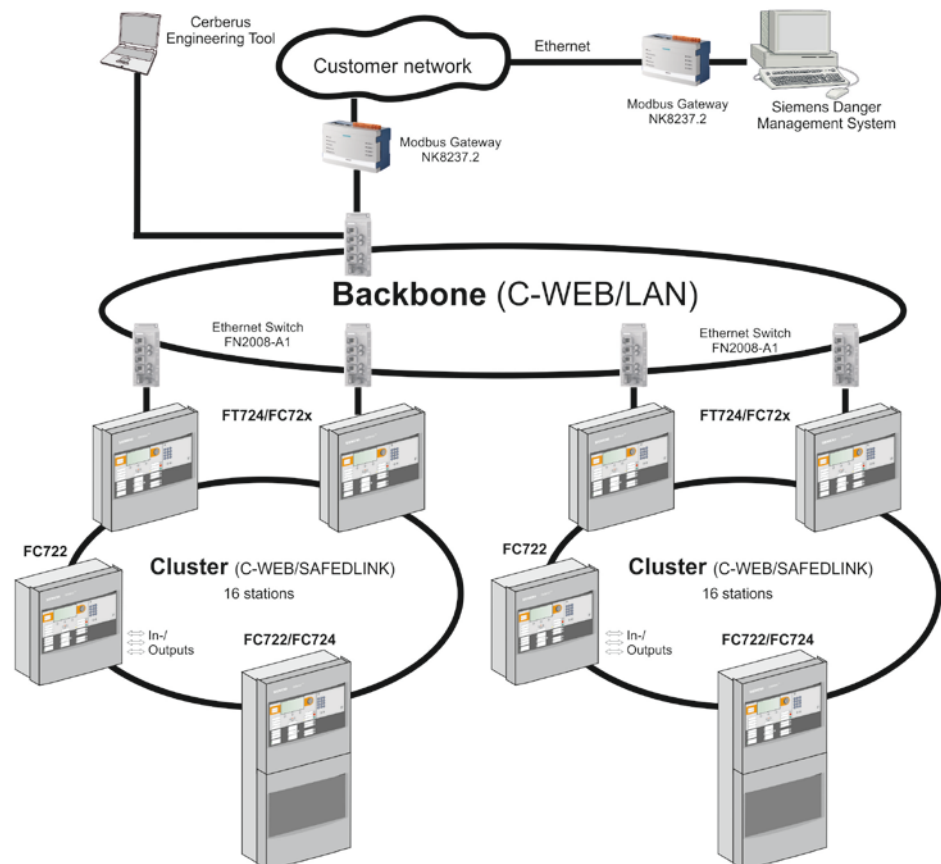 Cerberus
Engineering Tool
Customer network
Ethernet
Modbus Gateway
NK8237.2
Siemens Danger
Management System
Modbus Gateway
NK8237.2
Backbone (C-WEB/LAN)
Ethernet Switch
FN2008-A1
Ethernet Switch
FN2008-A1
FT724/FC72x
FT724/FC72x
FC722
Cluster (C-WEB/SAFEDLINK)
16 stations
In-/
Outputs
FC722/FC724
FC722
Cluster (C-WEB/SAFEDLINK)
16 stations
In-/
Outputs
FC722/FC724